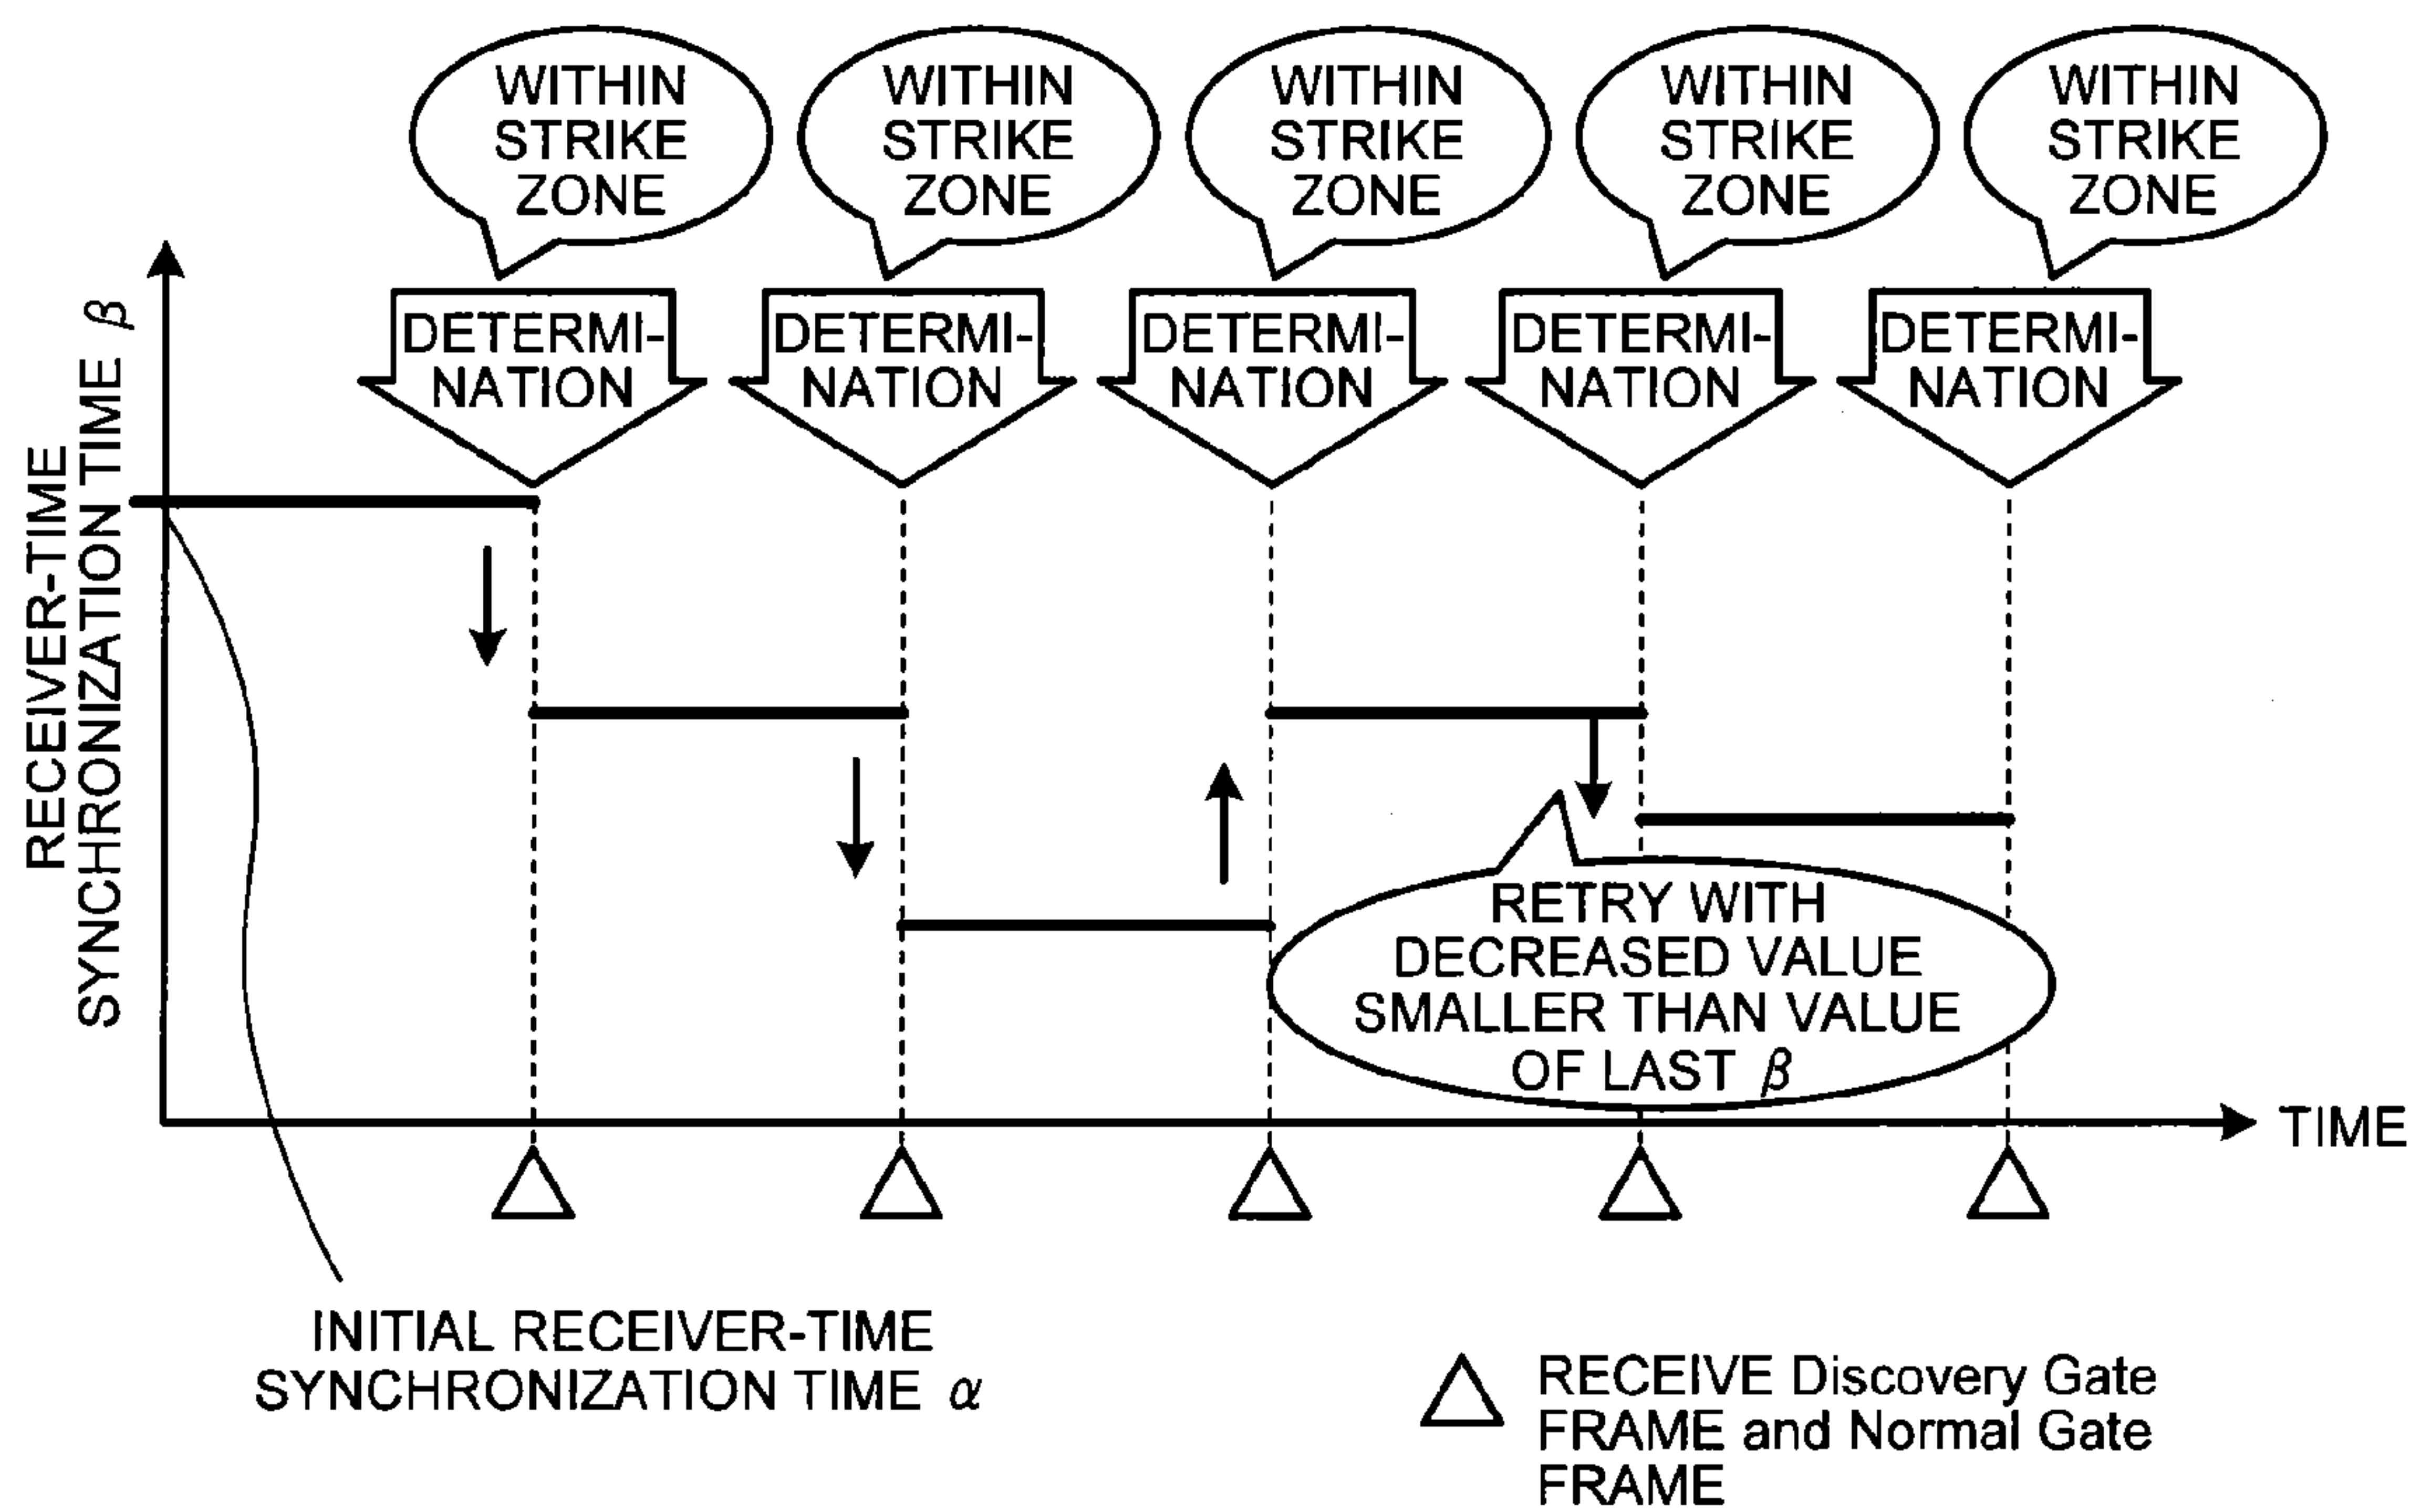 WITHIN
STRIKE
ZONE
WITHIN
STRIKE
ZONE
WITHIN
STRIKE
ZONE
WITHIN
STRIKE
ZONE
WITHIN
STRIKE
ZONE
DETERMI-
NATION
DETERMI-
NATION
DETERMI-
NATION
DETERMI-
NATION
DETERMI-
NATION
RECEIVER-TIME
SYNCHRONIZATION TIME β
RETRY WITH
DECREASED VALUE
SMALLER THAN VALUE
OF LAST β
TIME
INITIAL RECEIVER-TIME
SYNCHRONIZATION TIME α
RECEIVE Discovery Gate
FRAME and Normal Gate
FRAME